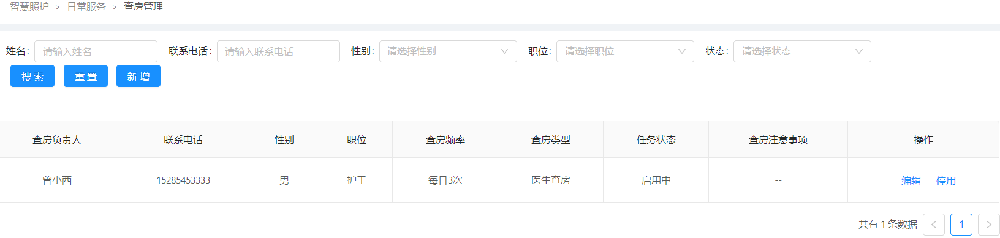 智慧照护 > 日常服务 > 查房管理
姓名: 请输入姓名 联系电话: 请输入联系电话 性别: 请选择性别 职位: 请选择职位 状态: 请选择状态
搜索 重置 新增
查房负责人 联系电话 性别 职位 查房频率 查房类型 任务状态 查房注意事项 操作
曾小西 15285453333 男 护工 每日3次 医生查房 启用中 -- 编辑 停用
共有 1 条数据 < 1 >